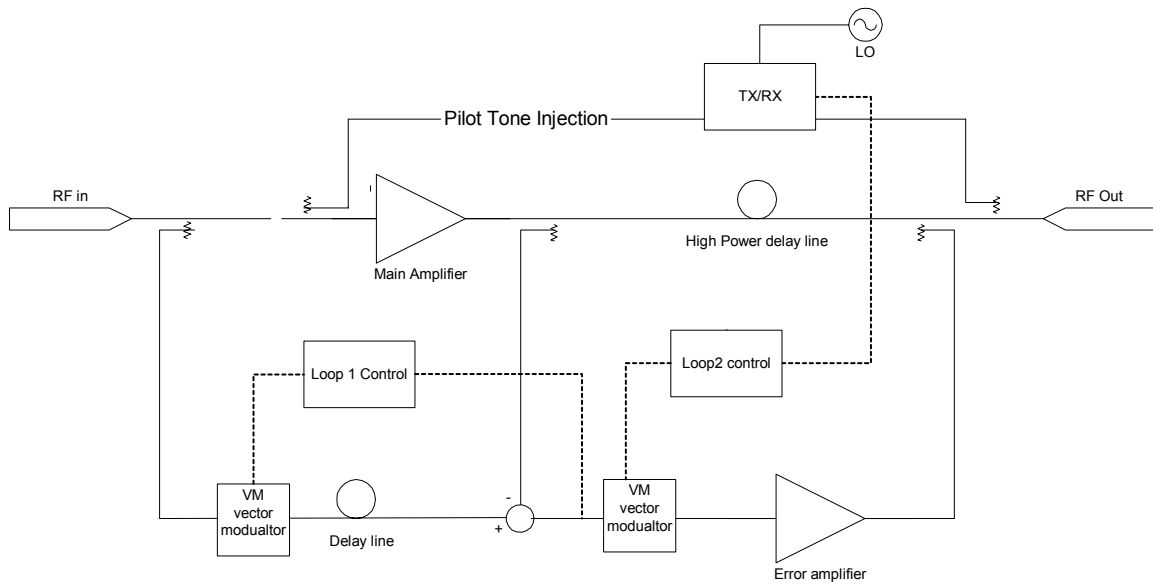 LO
TX/RX
Pilot Tone Injection
RF in
RF Out
Main Amplifier
High Power delay line
Loop 1 Control
Loop2 control
VM
vector
modualtor
-
+
Delay line
VM
vector
modualtor
Error amplifier